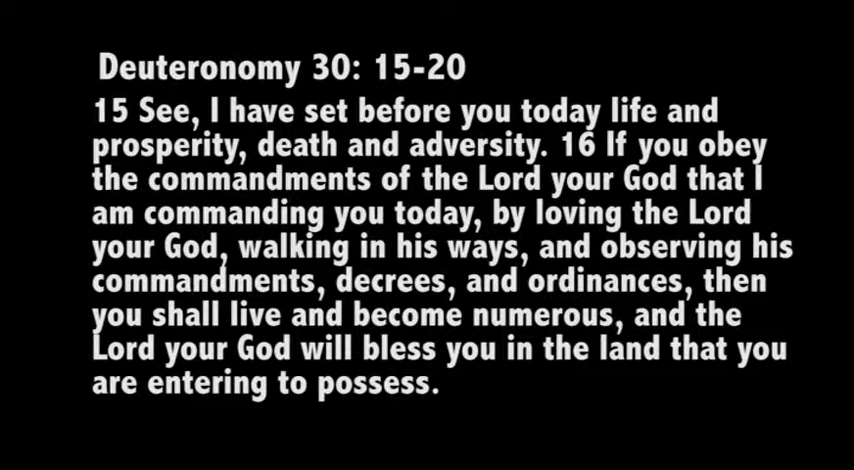 Deuteronomy 30: 15-20
15 See, I have set before you today life and
prosperity, death and adversity. 16 If you obey
the commandments of the Lord your God that I
am commanding you today, by loving the Lord
your God, walking in his ways, and observing his
commandments, decrees, and ordinances, then
you shall live and become numerous, and the
Lord your God will bless you in the land that you
are entering to possess.